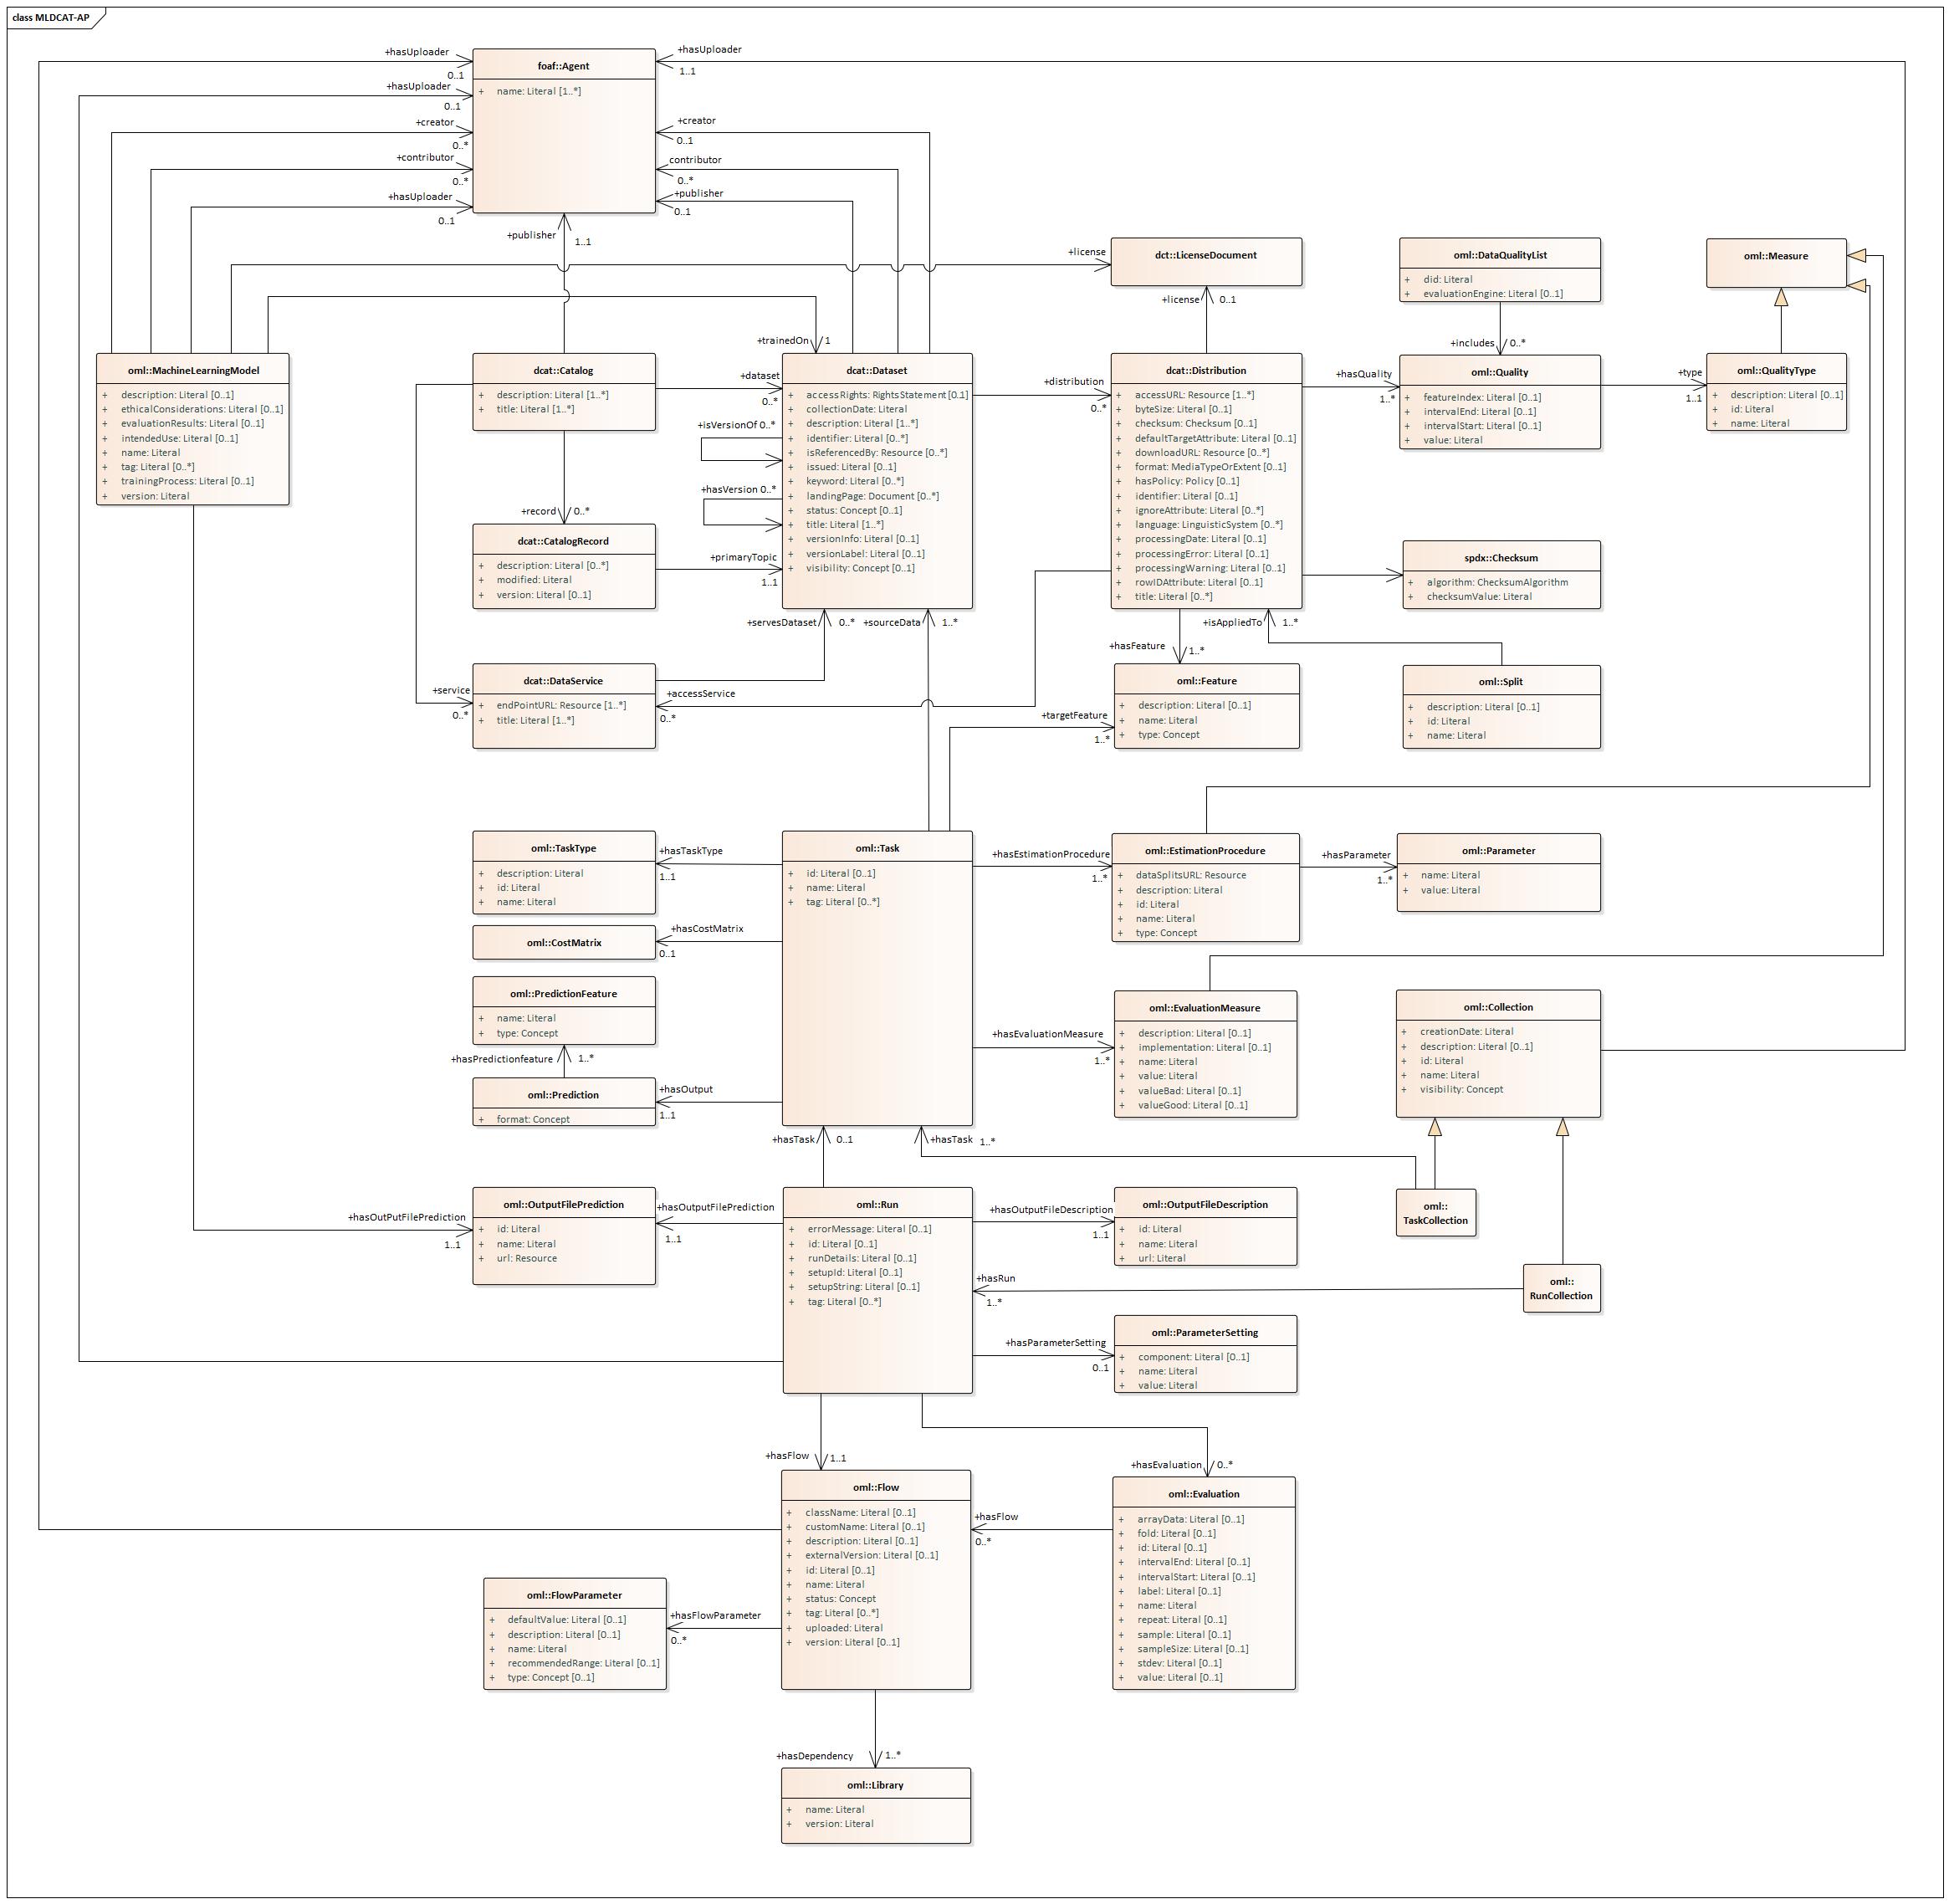 class MLDCAT-AP
+hasUploader
0..1
+hasUploader
0..1
+creator
0..*
+contributor
0..*
+hasUploader
0..1
foaf::Agent
+ name: Literal [1..*]
+hasUploader
1..1
+creator
0..1
contributor
0..*
+publisher
0..1
+publisher
1..1
+license
dct::LicenseDocument
+license 0..1
oml::DataQualityList
+ did: Literal
+ evaluationEngine: Literal [0..1]
+includes 0..*
oml::Measure
oml::MachineLearningModel
+ description: Literal [0..1]
+ ethicalConsiderations: Literal [0..1]
+ evaluationResults: Literal [0..1]
+ intendedUse: Literal [0..1]
+ name: Literal
+ tag: Literal [0..*]
+ trainingProcess: Literal [0..1]
+ version: Literal
dcat::Catalog
+ description: Literal [1..*]
+ title: Literal [1..*]
+trainedOn 1
+dataset
0..*
+isVersionOf 0..*
+hasVersion 0..*
dcat::Dataset
+ accessRights: RightsStatement[0.1]
+ collectionDate: Literal
+ description: Literal [1..*]
+ identifier: Literal [0..*]
+ isReferencedBy: Resource [0..*]
+ issued: Literal [0..1]
+ keyword: Literal [0..*]
+ landingPage: Document [0..*]
+ status: Concept [0..1]
+ title: Literal [1..*]
+ versionInfo: Literal [0..1]
+ versionLabel: Literal [0..1]
+ visibility: Concept [0..1]
+distribution
0..*
dcat::Distribution
+ accessURL: Resource [1..*]
+ byteSize: Literal [0..1]
+ checksum: Checksum [0..1]
+ defaultTargetAttribute: Literal [0..1]
+ downloadURL: Resource [0..*]
+ format: MediaTypeOrExtent [0..1]
+ hasPolicy: Policy [0..1]
+ identifier: Literal [0..1]
+ ignoreAttribute: Literal [0..*]
+ language: LinguisticSystem [0..*]
+ processingDate: Literal [0..1]
+ processingError: Literal [0..1]
+ processingWarning: Literal [0..1]
+ rowIDAttribute: Literal [0..1]
+ title: Literal [0..*]
+hasQuality
1..*
oml::Quality
+ featureIndex: Literal [0..1]
+ intervalEnd: Literal [0..1]
+ intervalStart: Literal [0..1]
+ value: Literal
+type
1..1
oml::QualityType
+ description: Literal [0..1]
+ id: Literal
+ name: Literal
+record 0..*
dcat::CatalogRecord
+ description: Literal [0..*]
+ modified: Literal
+ version: Literal [0..1]
+primaryTopic
1..1
spdx::Checksum
+ algorithm: ChecksumAlgorithm
+ checksumValue: Literal
+servesDataset 0..*
+sourceData 1..*
+isAppliedTo 1..*
+hasFeature 1..*
+service
0..*
dcat::DataService
+ endPointURL: Resource [1..*]
+ title: Literal [1..*]
+accessService
0..*
+targetFeature
1..*
oml::Feature
+ description: Literal [0..1]
+ name: Literal
+ type: Concept
oml::Split
+ description: Literal [0..1]
+ id: Literal
+ name: Literal
oml::TaskType
+ description: Literal
+ id: Literal
+ name: Literal
+hasTaskType
1..1
oml::Task
+ id: Literal [0..1]
+ name: Literal
+ tag: Literal [0..*]
+hasEstimationProcedure
1..*
oml::EstimationProcedure
+ dataSplitsURL: Resource
+ description: Literal
+ id: Literal
+ name: Literal
+ type: Concept
+hasParameter
1..*
oml::Parameter
+ name: Literal
+ value: Literal
oml::CostMatrix
+hasCostMatrix
0..1
oml::PredictionFeature
+ name: Literal
+ type: Concept
+hasPredictionfeature 1..*
oml::Prediction
+ format: Concept
+hasOutput
1..1
+hasEvaluationMeasure
1..*
oml::EvaluationMeasure
+ description: Literal [0..1]
+ implementation: Literal [0..1]
+ name: Literal
+ value: Literal
+ valueBad: Literal [0..1]
+ valueGood: Literal [0..1]
oml::Collection
+ creationDate: Literal
+ description: Literal [0..1]
+ id: Literal
+ name: Literal
+ visibility: Concept
+hasTask 0..1
+hasTask 1..*
+hasOutPutFilePrediction
1..1
oml::OutputFilePrediction
+ id: Literal
+ name: Literal
+ url: Resource
+hasOutputFilePrediction
1..1
oml::Run
+ errorMessage: Literal [0..1]
+ id: Literal [0..1]
+ runDetails: Literal [0..1]
+ setupId: Literal [0..1]
+ setupString: Literal [0..1]
+ tag: Literal [0..*]
+hasOutputFileDescription
1..1
oml::OutputFileDescription
+ id: Literal
+ name: Literal
+ url: Literal
oml::
TaskCollection
+hasRun
1..*
oml::
RunCollection
+hasParameterSetting
0..1
oml::ParameterSetting
+ component: Literal [0..1]
+ name: Literal
+ value: Literal
+hasFlow 1..1
+hasEvaluation 0..*
oml::Flow
+ className: Literal [0..1]
+ customName: Literal [0..1]
+ description: Literal [0..1]
+ externalVersion: Literal [0..1]
+ id: Literal [0..1]
+ name: Literal
+ status: Concept
+ tag: Literal [0..*]
+ uploaded: Literal
+ version: Literal [0..1]
+hasFlow
0..*
oml::Evaluation
+ arrayData: Literal [0..1]
+ fold: Literal [0..1]
+ id: Literal [0..1]
+ intervalEnd: Literal [0..1]
+ intervalStart: Literal [0..1]
+ label: Literal [0..1]
+ name: Literal
+ repeat: Literal [0..1]
+ sample: Literal [0..1]
+ sampleSize: Literal [0..1]
+ stdev: Literal [0..1]
+ value: Literal [0..1]
oml::FlowParameter
+ defaultValue: Literal [0..1]
+ description: Literal [0..1]
+ name: Literal
+ recommendedRange: Literal [0..1]
+ type: Concept [0..1]
+hasFlowParameter
0..*
+hasDependency 1..*
oml::Library
+ name: Literal
+ version: Literal